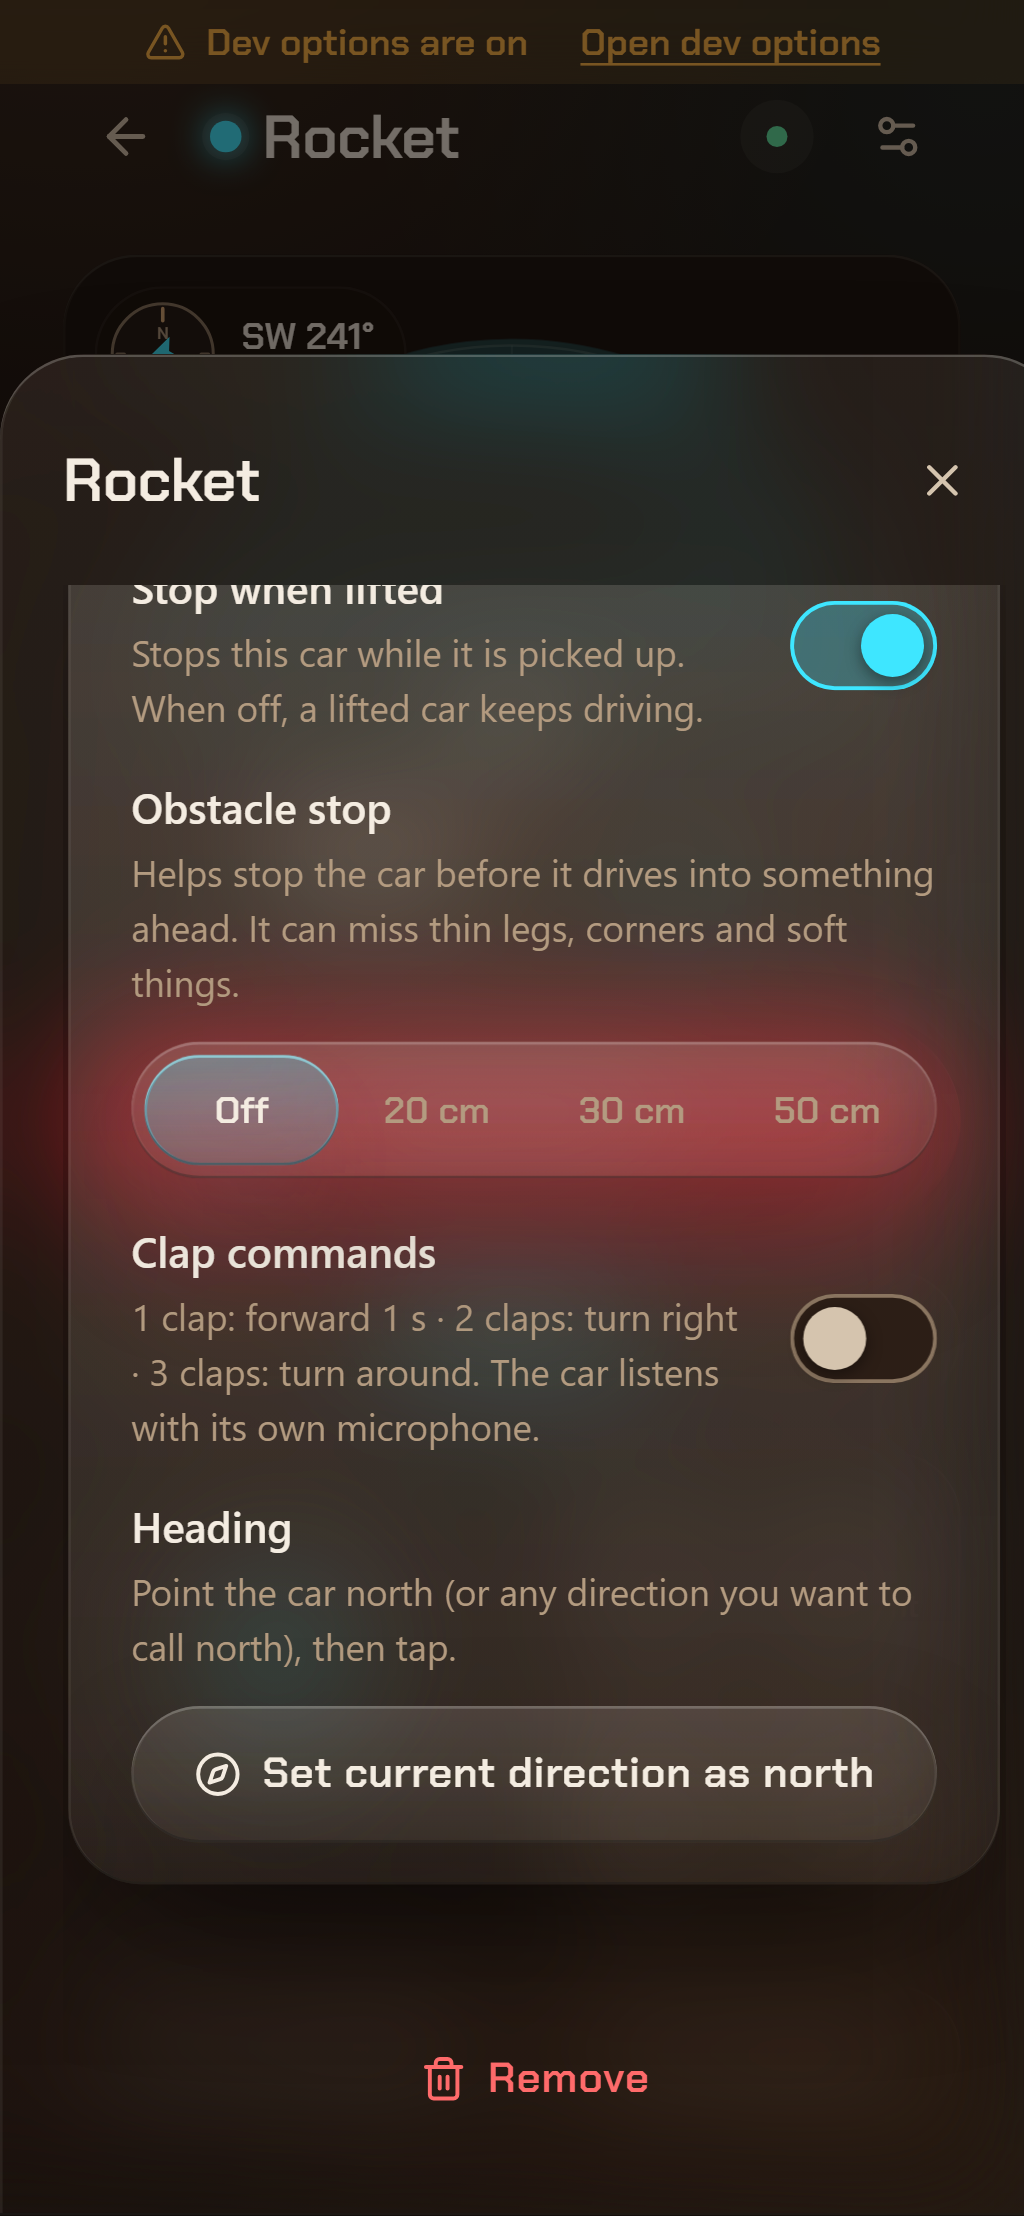 Dev options are on Open dev options
Rocket
N
SW 241°
Rocket
Stop when lifted
Stops this car while it is picked up.
When off, a lifted car keeps driving.
Obstacle stop
Helps stop the car before it drives into something
ahead. It can miss thin legs, corners and soft
things.
Off 20 cm 30 cm 50 cm
Clap commands
1 clap: forward 1 s · 2 claps: turn right
· 3 claps: turn around. The car listens
with its own microphone.
Heading
Point the car north (or any direction you want to
call north), then tap.
Set current direction as north
Remove